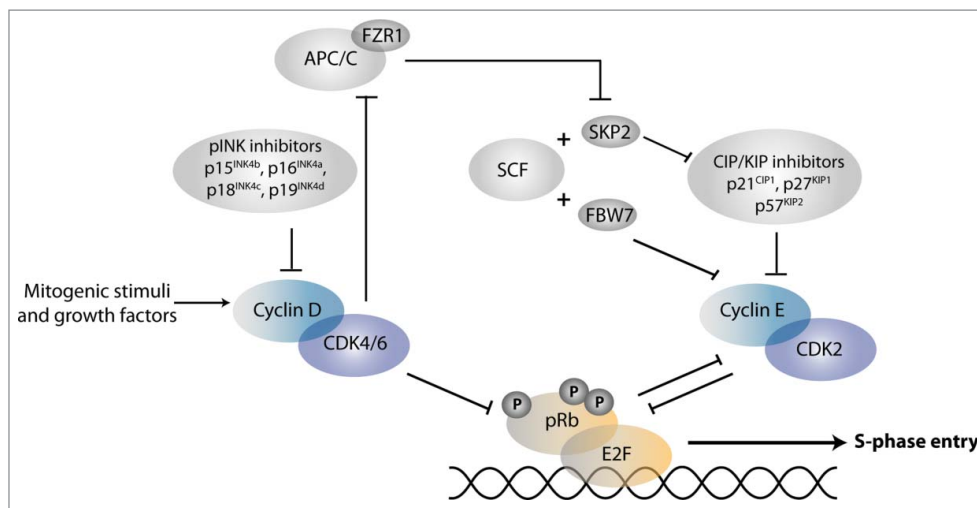 FZR1
APC/C
pINK inhibitors
p15INK4b, p16INK4a,
p18INK4c, p19INK4d
+
SKP2
SCF
+
FBW7
CIP/KIP inhibitors
p21CIP1, p27KIP1
p57KIP2
Mitogenic stimuli
and growth factors
Cyclin D
CDK4/6
Cyclin E
CDK2
P
P
P
pRb
E2F
S-phase entry